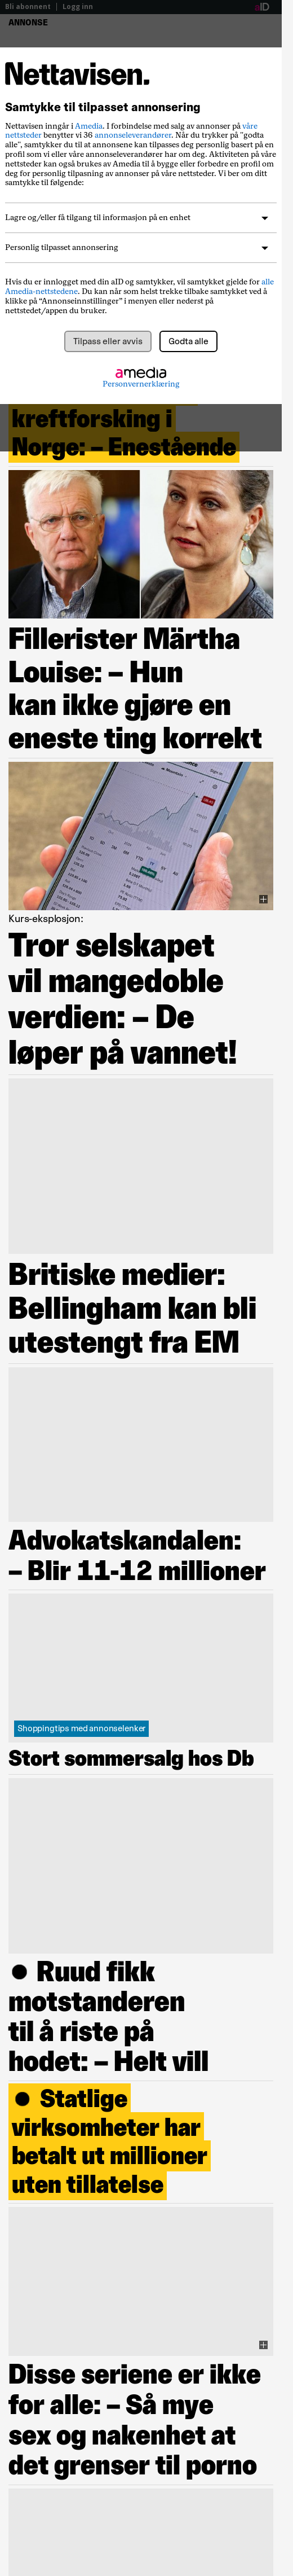 Bli abonnent | Logg inn
aID
ANNONSE
Nettavisen.
Samtykke til tilpasset annonsering
Nettavisen inngår i Amedia. I forbindelse med salg av annonser på våre
nettsteder benytter vi 36 annonseleverandører. Når du trykker på "godta
alle", samtykker du til at annonsene kan tilpasses deg personlig basert på en
profil som vi eller våre annonseleverandører har om deg. Aktiviteten på våre
nettsteder kan også brukes av Amedia til å bygge eller forbedre en profil om
deg for personlig tilpasning av annonser på våre nettsteder. Vi ber om ditt
samtykke til følgende:
Lagre og/eller få tilgang til informasjon på en enhet
Personlig tilpasset annonsering
Hvis du er innlogget med din aID og samtykker, vil samtykket gjelde for alle
Amedia-nettstedene. Du kan når som helst trekke tilbake samtykket ved å
klikke på “Annonseinnstillinger” i menyen eller nederst på
nettstedet/appen du bruker.
Tilpass eller avvis
Godta alle
amedia
Personvernerklæring
kreftforsking i
Norge: – Enestående
Fillerister Märtha
Louise: – Hun
kan ikke gjøre en
eneste ting korrekt
Kurs-eksplosjon:
Tror selskapet
vil mangedoble
verdien: – De
løper på vannet!
Britiske medier:
Bellingham kan bli
utestengt fra EM
Advokatskandalen:
– Blir 11-12 millioner
Shoppingtips med annonselenker
Stort sommersalg hos Db
● Ruud fikk
motstanderen
til å riste på
hodet: – Helt vill
● Statlige
virksomheter har
betalt ut millioner
uten tillatelse
Disse seriene er ikke
for alle: – Så mye
sex og nakenhet at
det grenser til porno